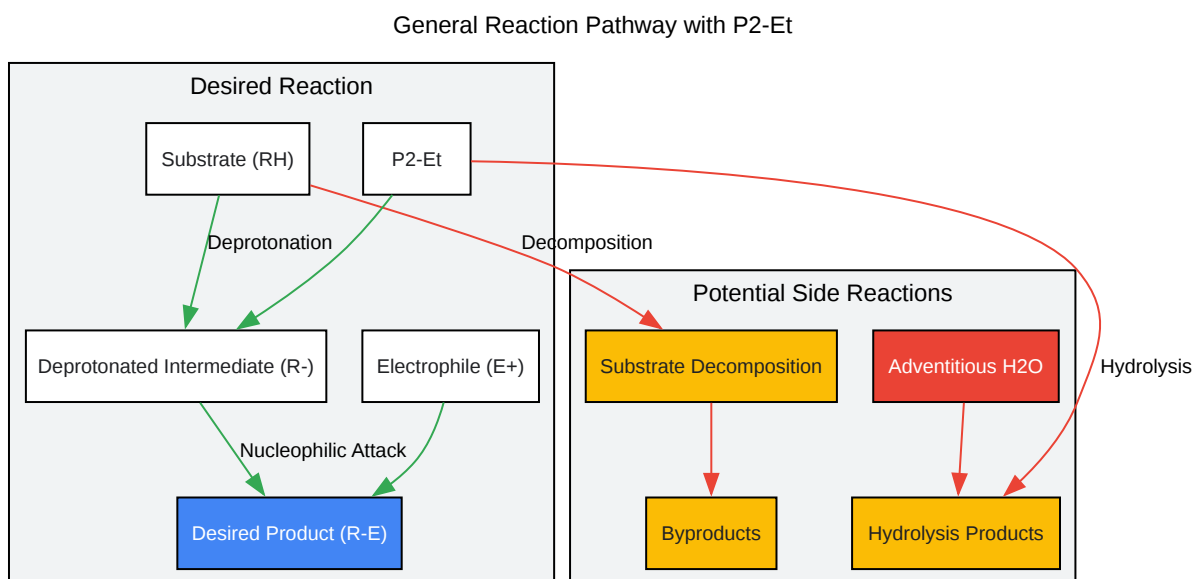 General Reaction Pathway with P2-Et
Desired Reaction
Substrate (RH)
P2-Et
Deprotonation
Decomposition
Potential Side Reactions
Deprotonated Intermediate (R-)
Electrophile (E+)
Substrate Decomposition
Adventitious H2O
Hydrolysis
Nucleophilic Attack
Desired Product (R-E)
Byproducts
Hydrolysis Products